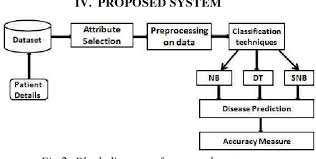 IV. PROPOSED SYSTEM
Dataset
Attribute
Selection
Preprocessing
on data
Classification
techniques
Patient
Details
NB
DT
SNB
Disease Prediction
Accuracy Measure